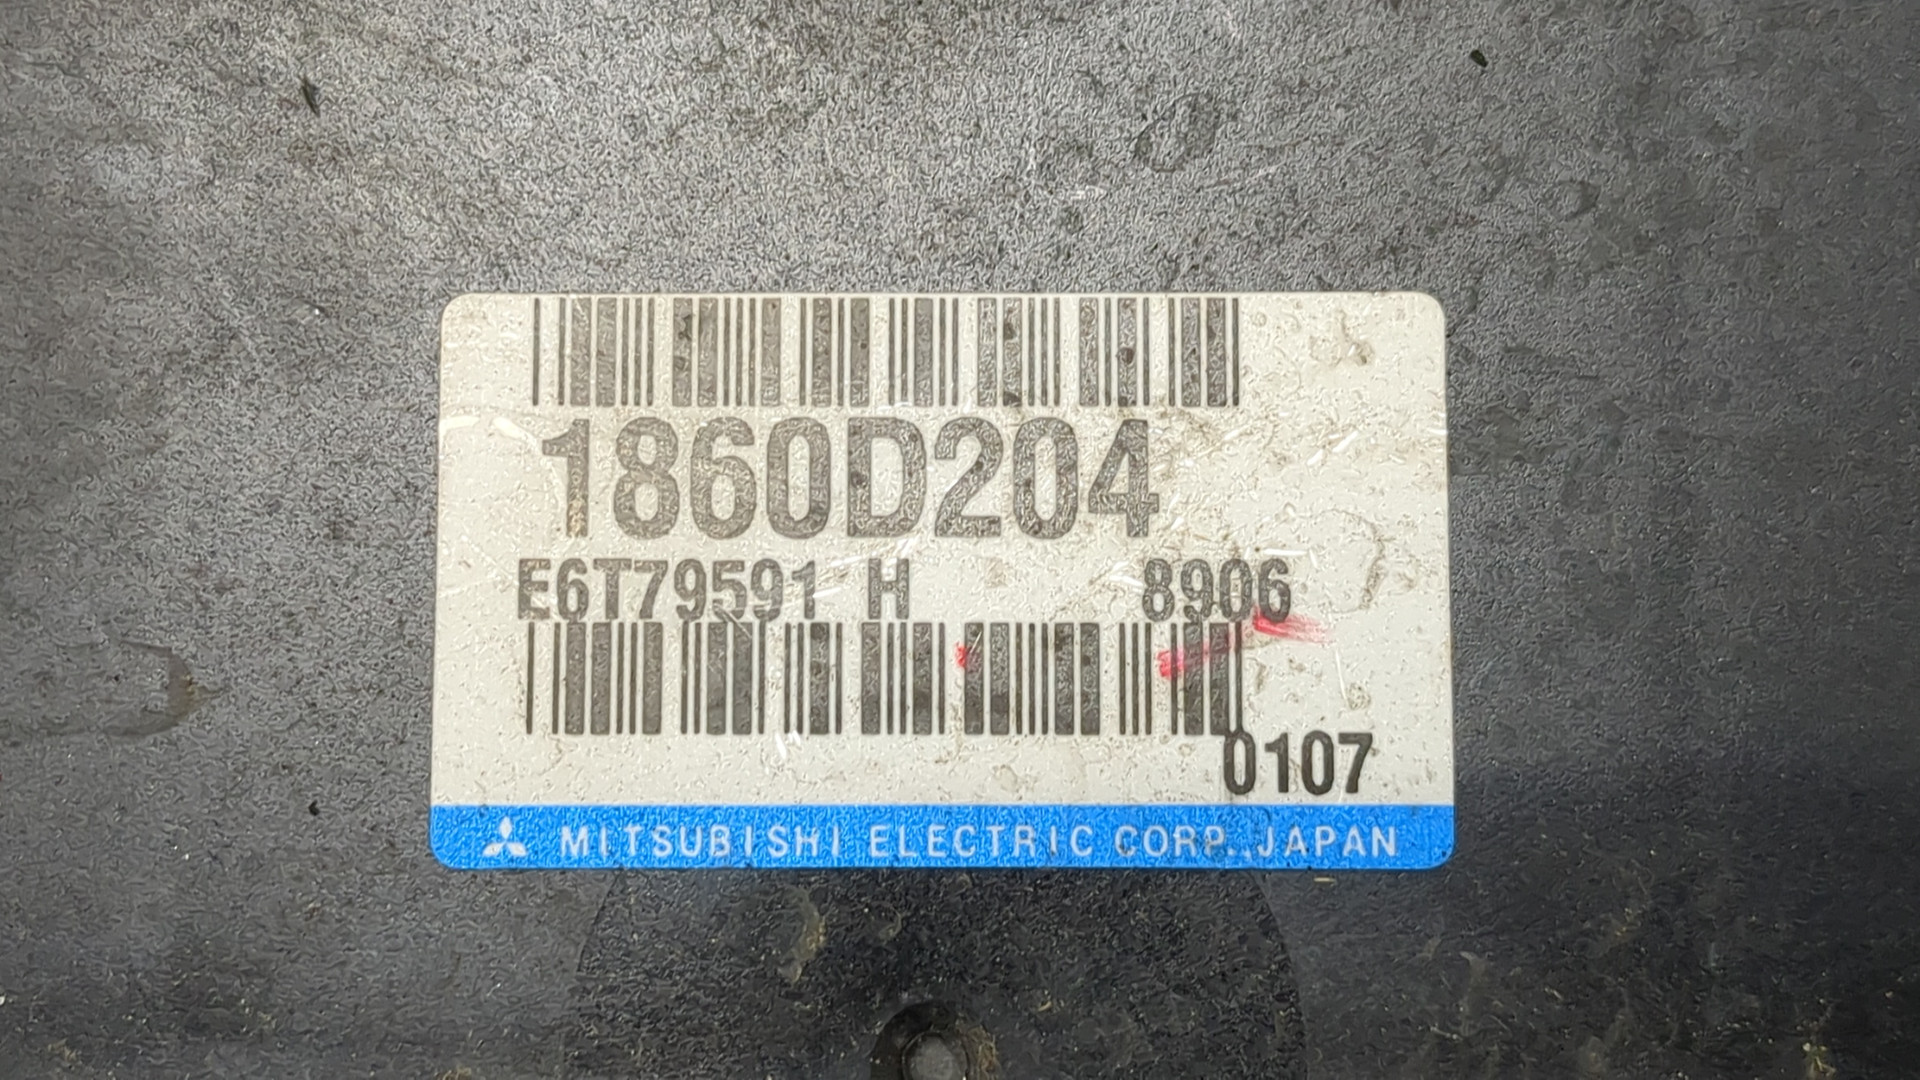 1860D204
E6T79591 H 8906
0107
MITSUBISHI ELECTRIC CORP.,JAPAN